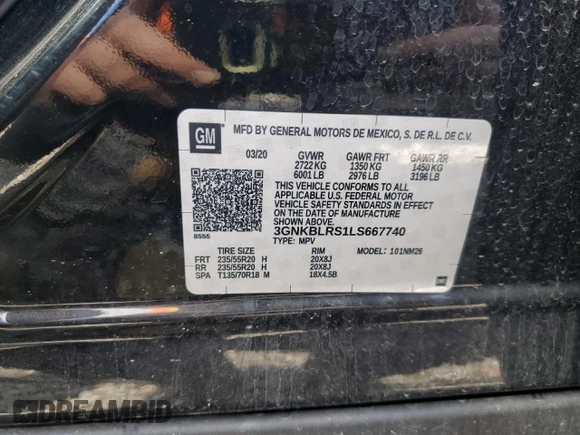 GM
MFD BY GENERAL MOTORS DE MEXICO, S. DE R.L. DE C.V.
03/20 GVWR GAWR FRT GAWR RR
2722 KG 1350 KG 1450 KG
6001 LB 2976 LB 3196 LB
THIS VEHICLE CONFORMS TO ALL
APPLICABLE U.S. FEDERAL MOTOR
VEHICLE SAFETY STANDARDS IN
EFFECT ON THE DATE OF MANUFACTURE
SHOWN ABOVE.
3GNKBLRS1LS667740
8555 TYPE: MPV MODEL: 101NM26
TIRE SIZE RIM
FRT 235/55R20 H 20X8J
RR 235/55R20 H 20X8J
SPA T135/70R18 M 18X4.5B
GM
DREAMBID